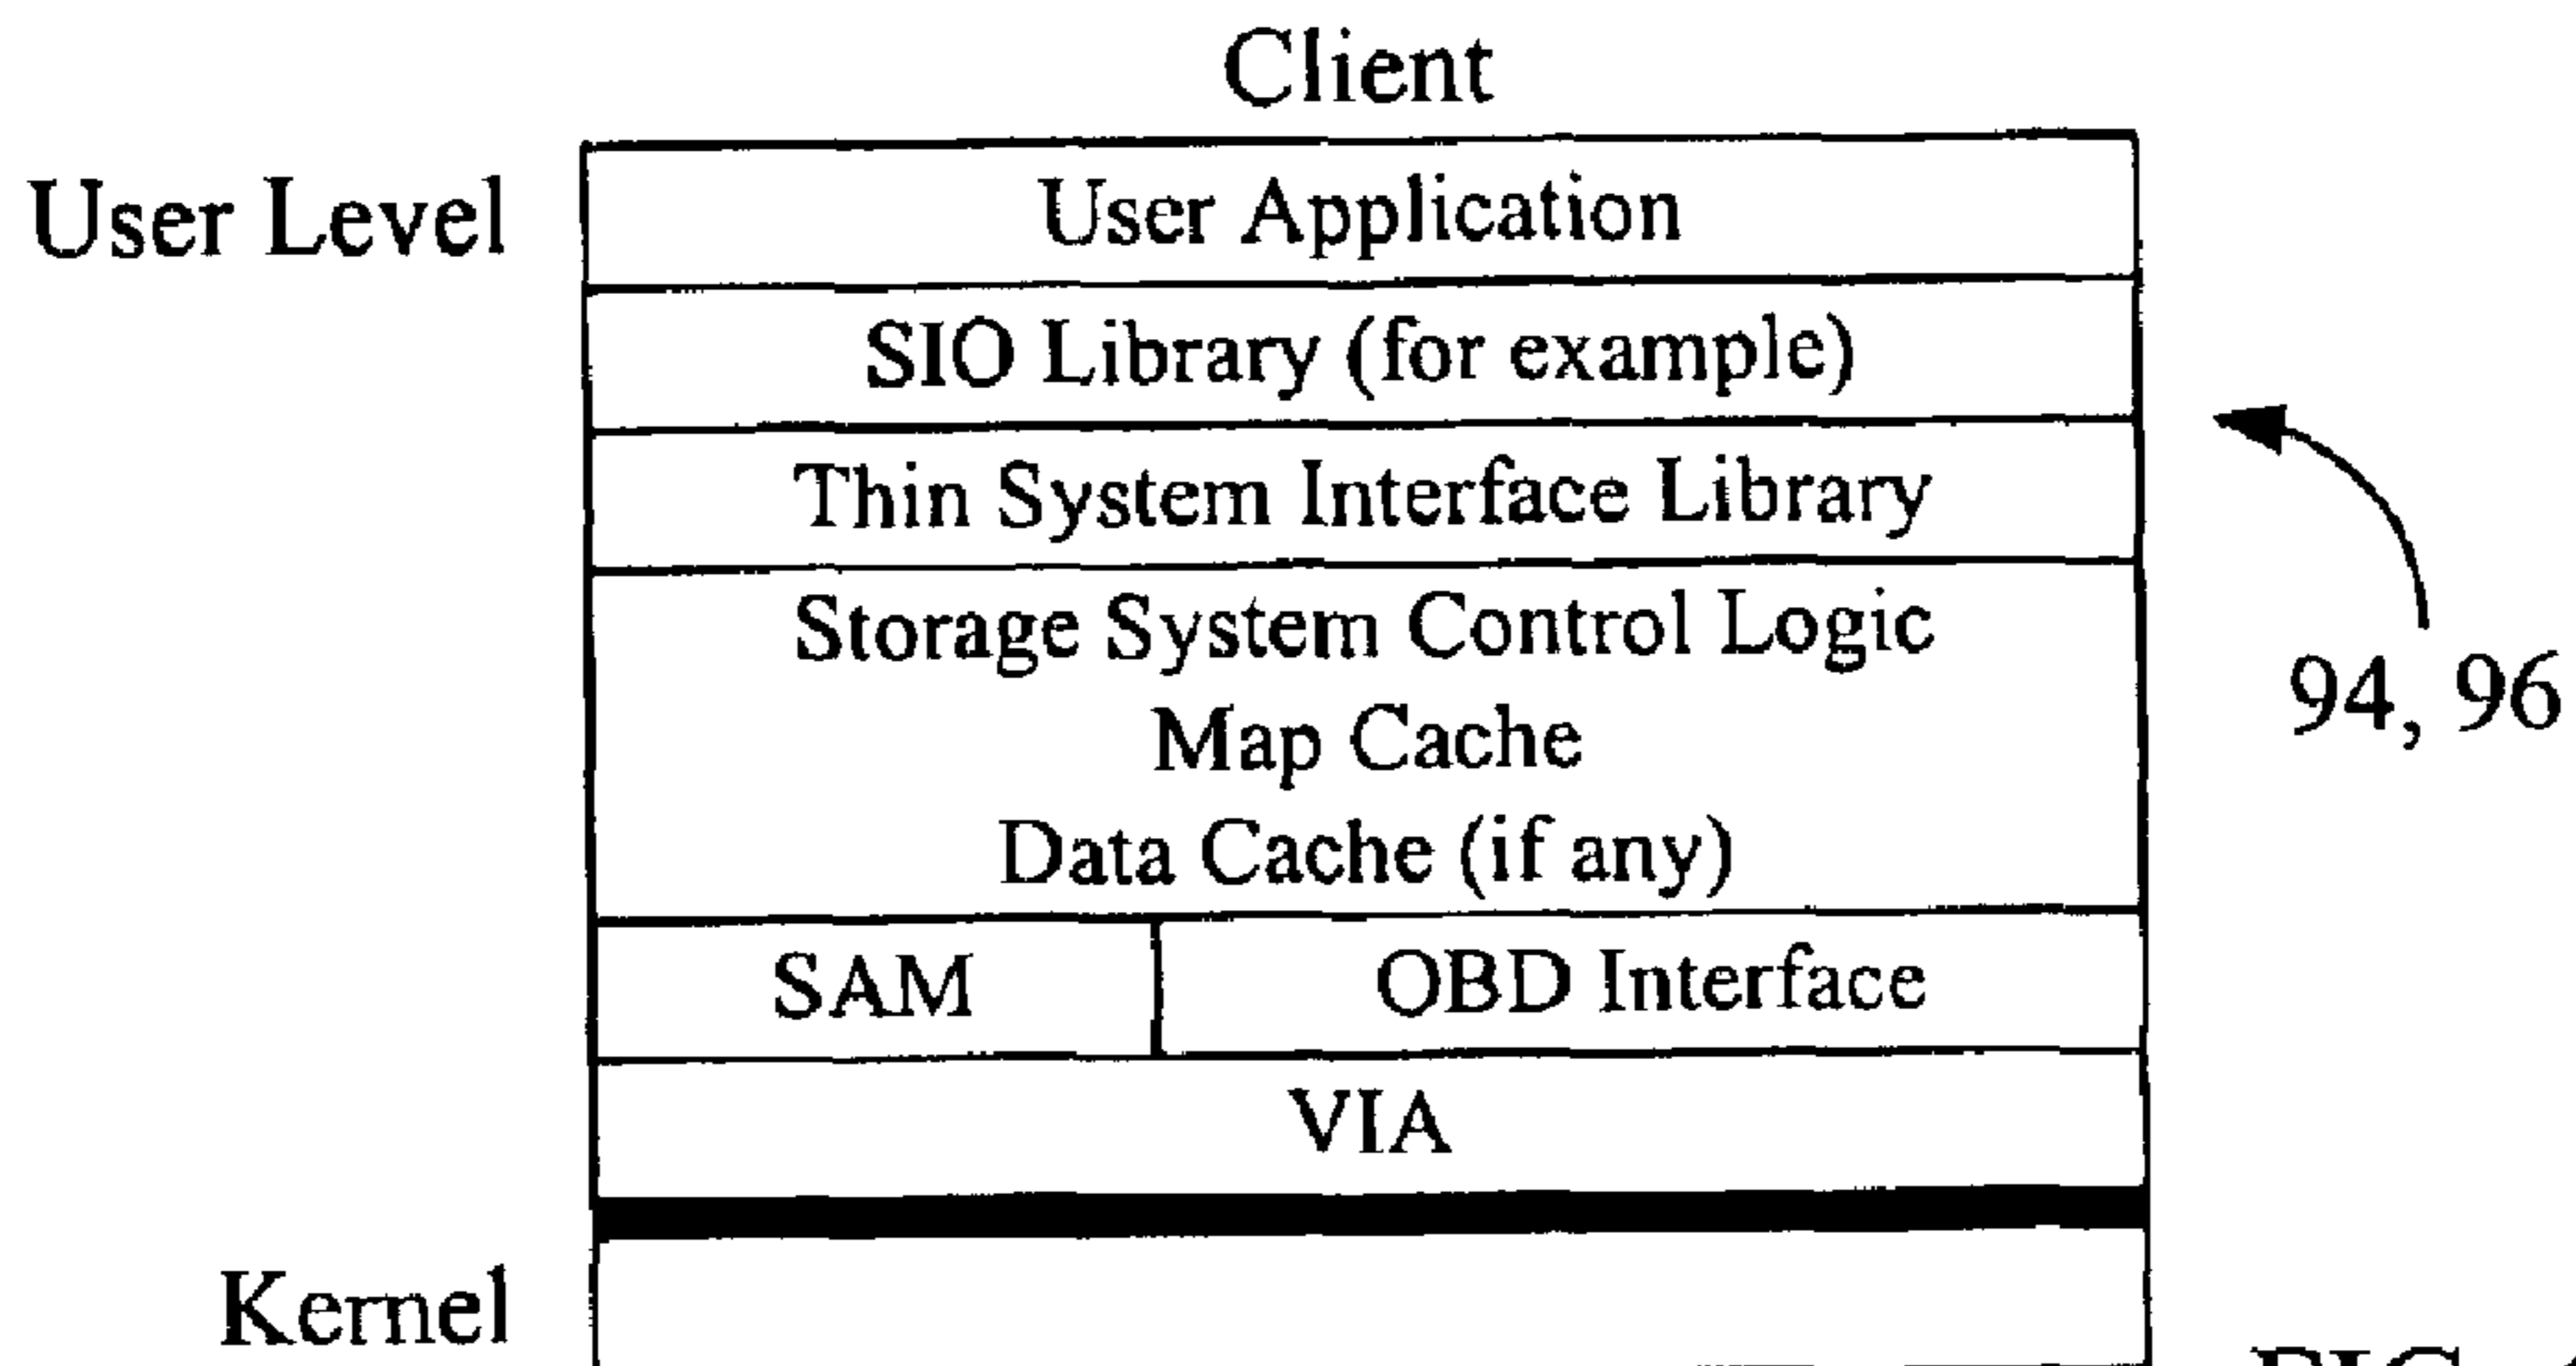 Client
User Level
User Application
SIO Library (for example)
Thin System Interface Library
Storage System Control Logic
Map Cache
Data Cache (if any)
94, 96
SAM
OBD Interface
VIA
Kernel